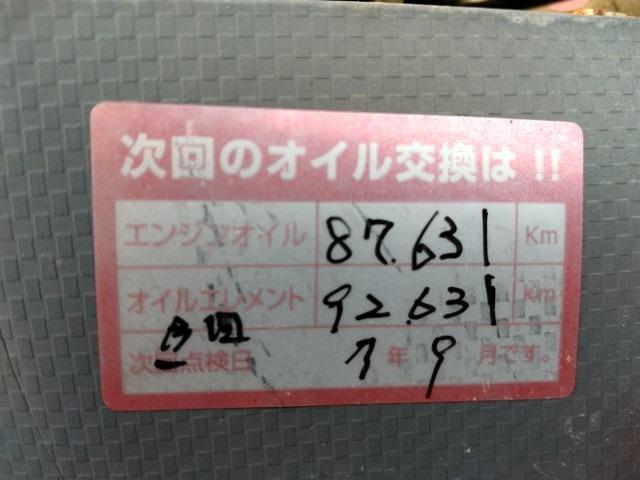 次回のオイル交換は!!
エンジンオイル 87.631 Km
オイルエレメント 92.631 Km
今回
次回点検日 7年 9月です。